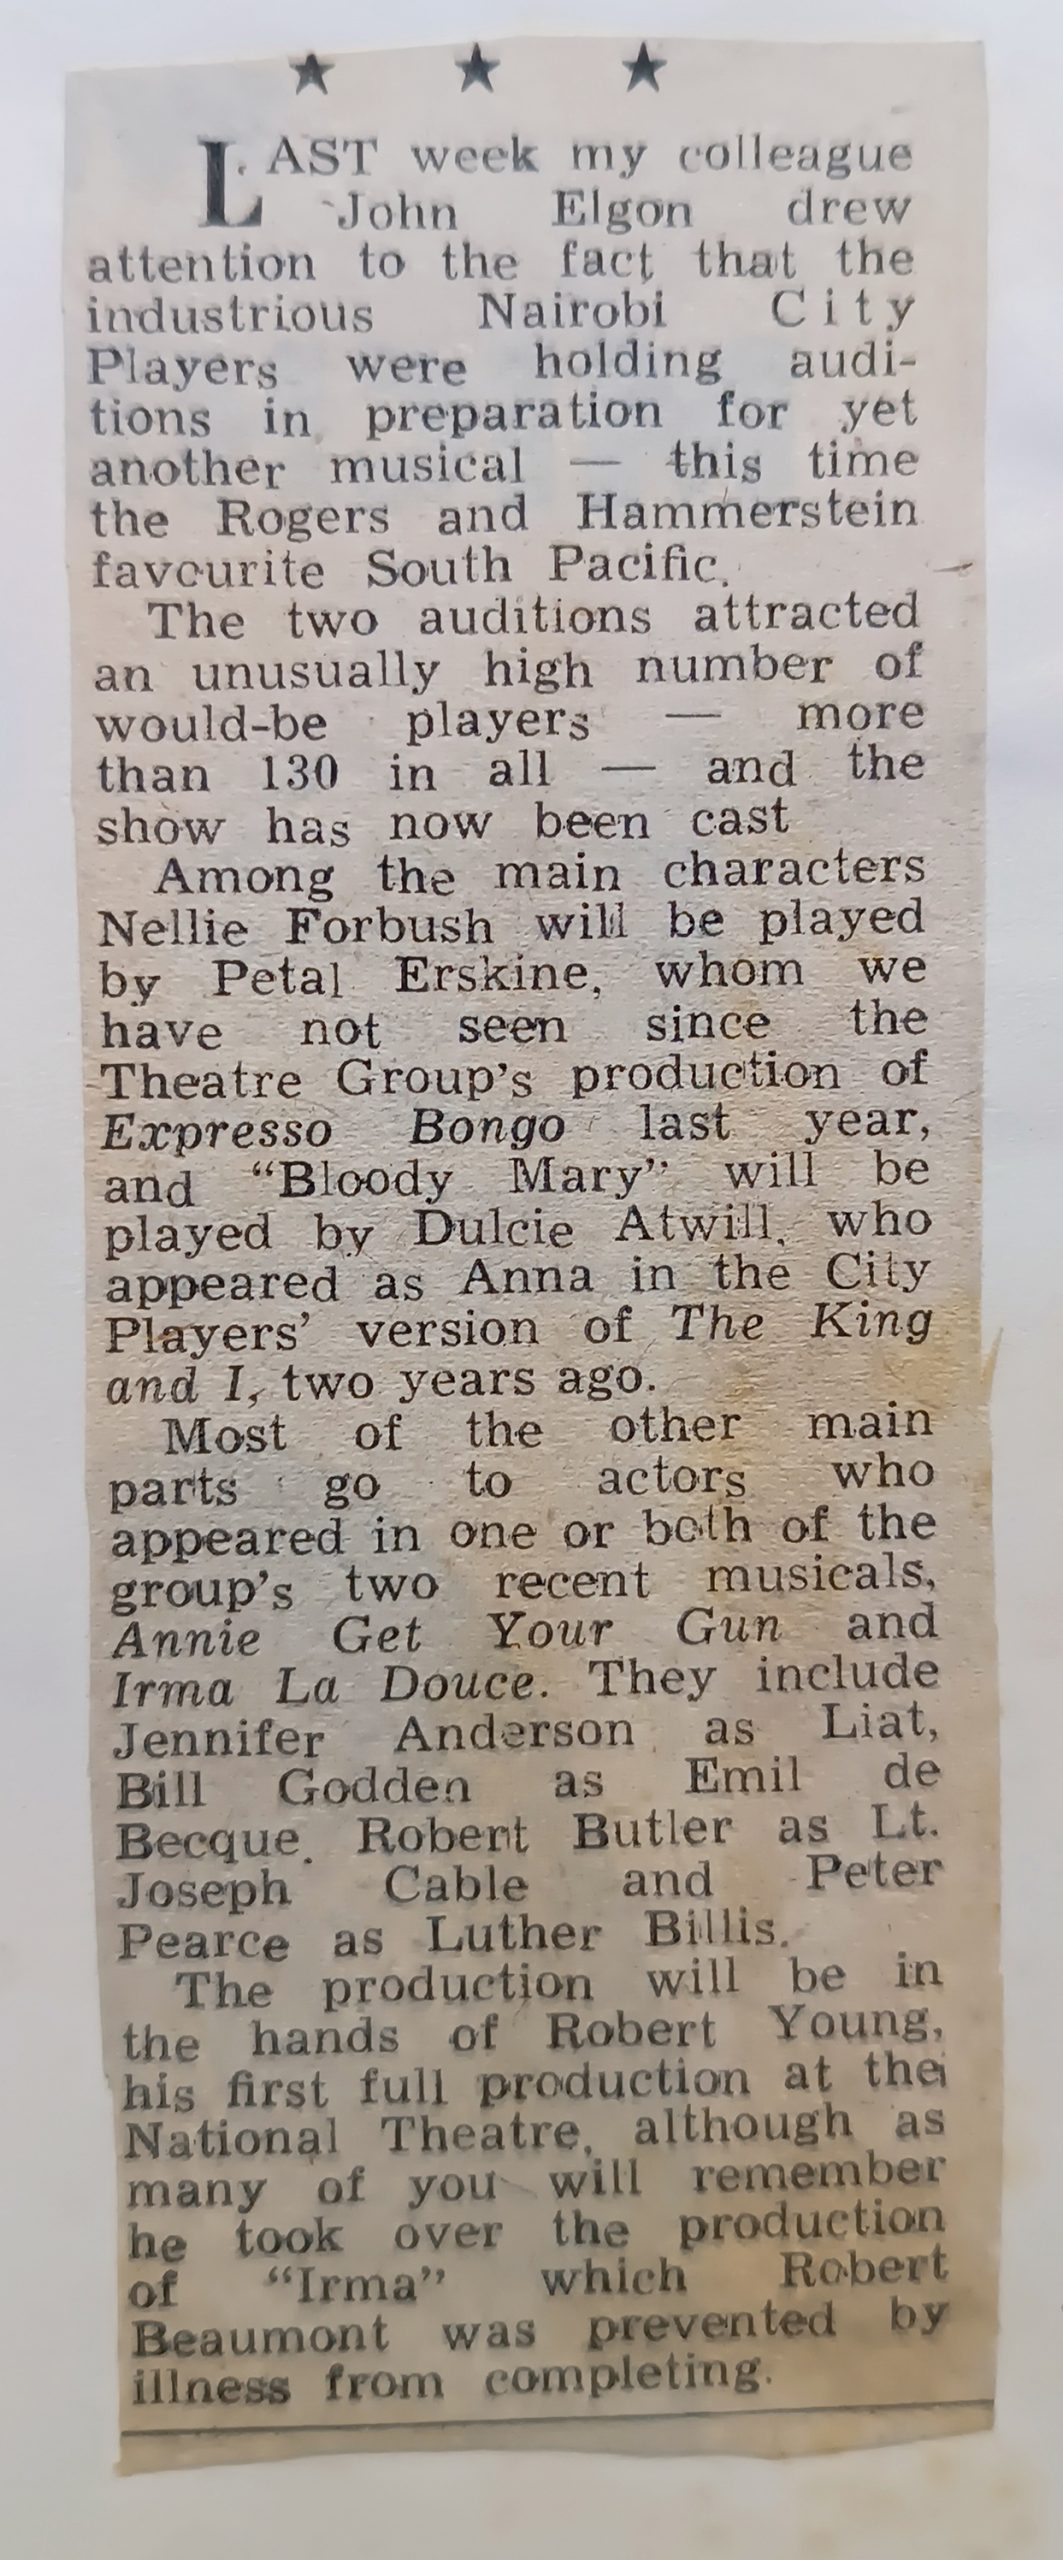 ★ ★ ★
LAST week my colleague
John Elgon drew
attention to the fact that the
industrious Nairobi City
Players were holding audi-
tions in preparation for yet
another musical — this time
the Rogers and Hammerstein
favourite South Pacific.
The two auditions attracted
an unusually high number of
would-be players — more
than 130 in all — and the
show has now been cast
Among the main characters
Nellie Forbush will be played
by Petal Erskine, whom we
have not seen since the
Theatre Group's production of
Expresso Bongo last year,
and "Bloody Mary" will be
played by Dulcie Atwill, who
appeared as Anna in the City
Players' version of The King
and I, two years ago.
Most of the other main
parts go to actors who
appeared in one or both of the
group's two recent musicals,
Annie Get Your Gun and
Irma La Douce. They include
Jennifer Anderson as Liat,
Bill Godden as Emil de
Becque, Robert Butler as Lt.
Joseph Cable and Peter
Pearce as Luther Billis.
The production will be in
the hands of Robert Young,
his first full production at the
National Theatre, although as
many of you will remember
he took over the production
of "Irma" which Robert
Beaumont was prevented by
illness from completing.